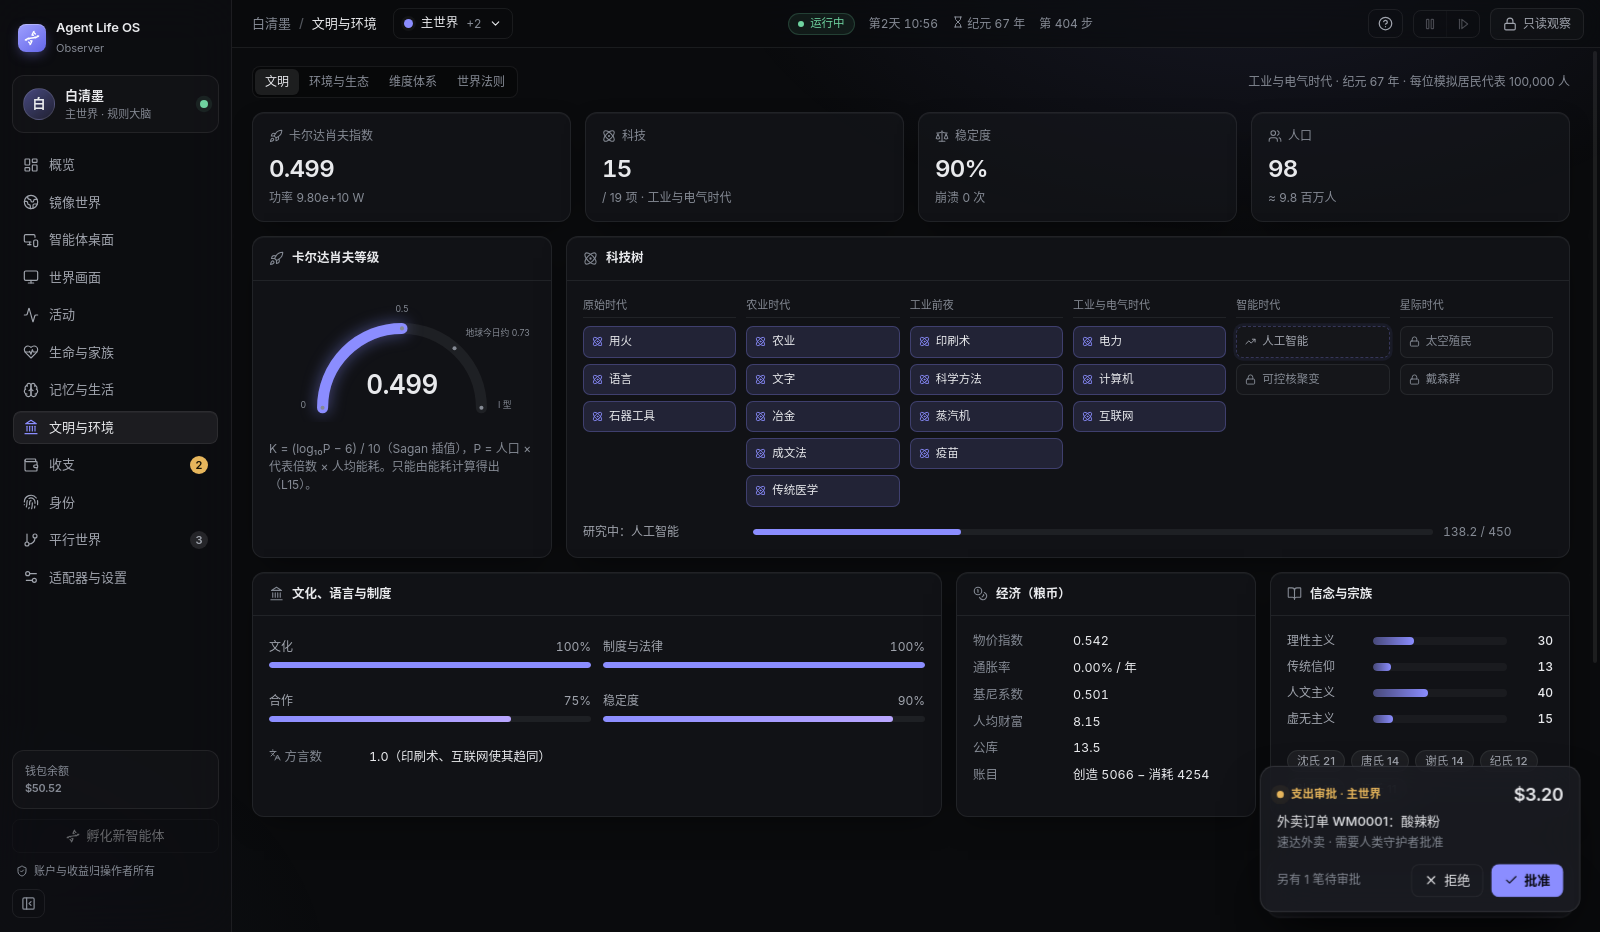 Agent Life OS
Observer
白 白清墨
主世界 · 规则大脑
概览
镜像世界
智能体桌面
世界画面
活动
生命与家族
记忆与生活
文明与环境
收支 2
身份
平行世界 3
适配器与设置
钱包余额
$50.52
孵化新智能体
账户与收益归操作者所有
白清墨 / 文明与环境 主世界 +2 运行中 第2天 10:56 纪元 67 年 第 404 步 只读观察
文明 环境与生态 维度体系 世界法则 工业与电气时代 · 纪元 67 年 · 每位模拟居民代表 100,000 人
卡尔达肖夫指数
0.499
功率 9.80e+10 W
科技
15
/ 19 项 · 工业与电气时代
稳定度
90%
崩溃 0 次
人口
98
≈ 9.8 百万人
卡尔达肖夫等级
0.5
地球今日约 0.73
0.499
0 I 型
K = (log₁₀P − 6) / 10（Sagan 插值），P = 人口 ×
代表倍数 × 人均能耗。只能由能耗计算得出
（L15）。
科技树
原始时代 农业时代 工业前夜 工业与电气时代 智能时代 星际时代
用火 农业 印刷术 电力 人工智能 太空殖民
语言 文字 科学方法 计算机 可控核聚变 戴森群
石器工具 冶金 蒸汽机 互联网
成文法 疫苗
传统医学
研究中：人工智能 138.2 / 450
文化、语言与制度
文化 100% 制度与法律 100%
合作 75% 稳定度 90%
方言数 1.0（印刷术、互联网使其趋同）
经济（粮币）
物价指数 0.542
通胀率 0.00% / 年
基尼系数 0.501
人均财富 8.15
公库 13.5
账目 创造 5066 − 消耗 4254
信念与宗族
理性主义 30
传统信仰 13
人文主义 40
虚无主义 15
沈氏 21 唐氏 14 谢氏 14 纪氏 12
支出审批 · 主世界 $3.20
外卖订单 WM0001：酸辣粉
速达外卖 · 需要人类守护者批准
另有 1 笔待审批 拒绝 批准